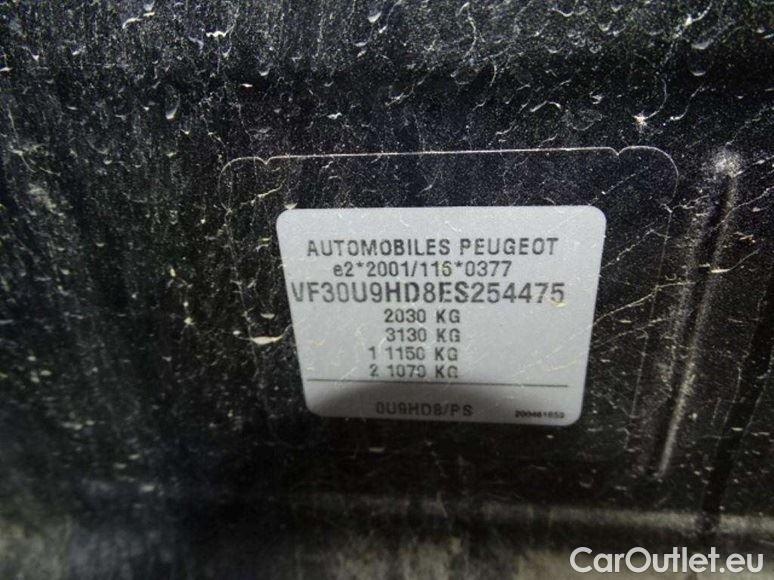 AUTOMOBILES PEUGEOT
e2*2001/116*0377
VF30U9HD8ES254475
2030 KG
3130 KG
1 1150 KG
2 1070 KG
0U9HD8/PS
CarOutlet.eu